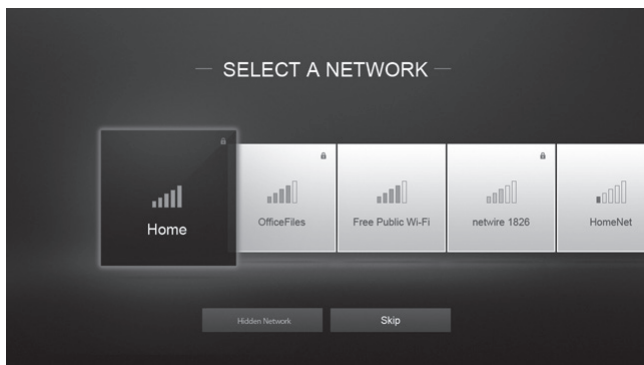 SELECT A NETWORK
Home
OfficeFiles
Free Public Wi-Fi
netwire 1826
HomeNet
Hidden Network
Skip